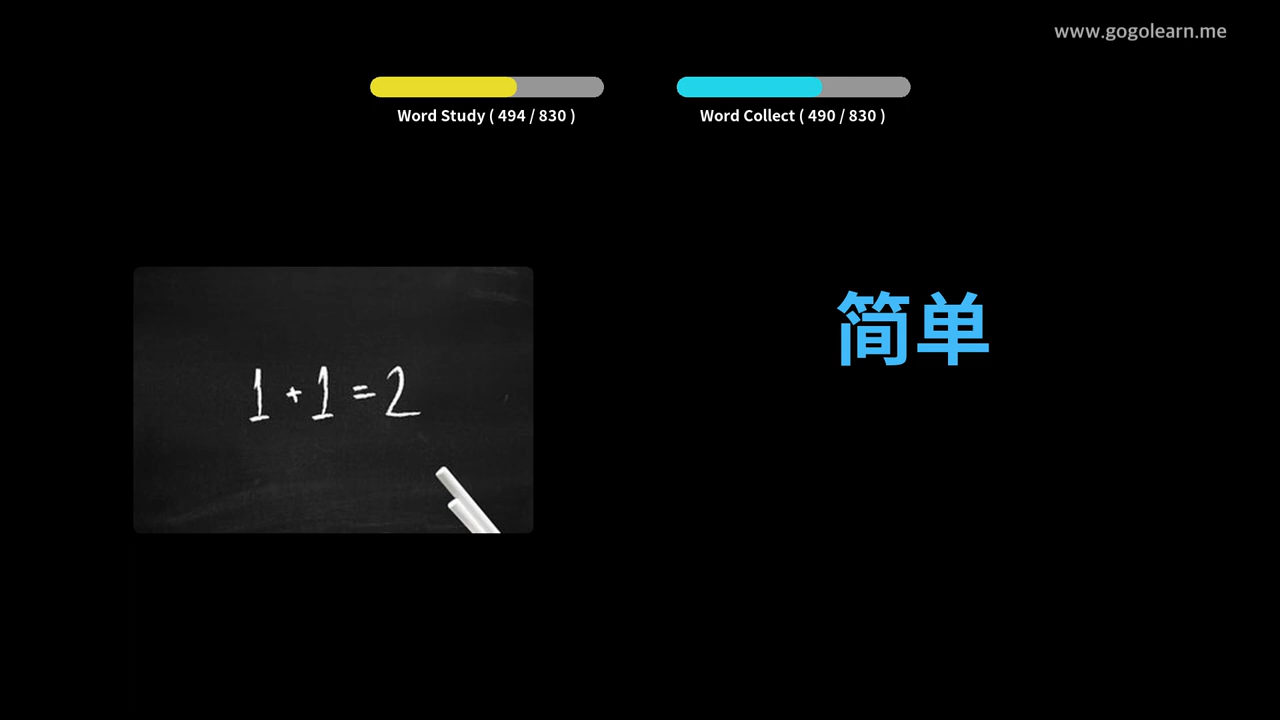 www.gogolearn.me
Word Study ( 494 / 830 )
Word Collect ( 490 / 830 )
简单
1 + 1 = 2